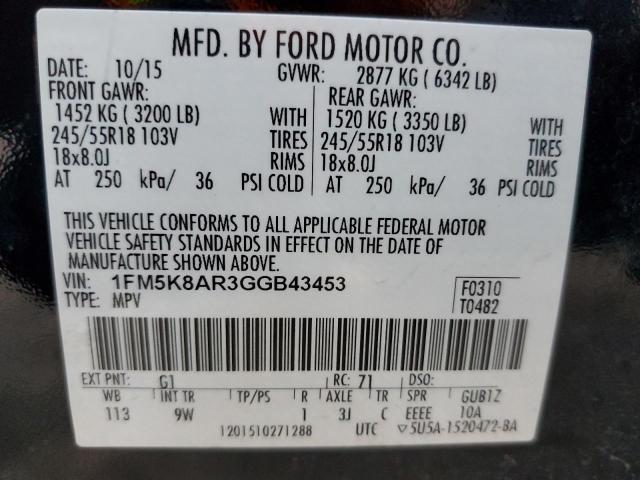 MFD. BY FORD MOTOR CO.
DATE: 10/15 GVWR: 2877 KG ( 6342 LB)
FRONT GAWR: REAR GAWR:
1452 KG ( 3200 LB) WITH 1520 KG ( 3350 LB) WITH
245/55R18 103V TIRES 245/55R18 103V TIRES
18x8.0J RIMS 18x8.0J RIMS
AT 250 kPa/ 36 PSI COLD AT 250 kPa/ 36 PSI COLD
THIS VEHICLE CONFORMS TO ALL APPLICABLE FEDERAL MOTOR
VEHICLE SAFETY STANDARDS IN EFFECT ON THE DATE OF
MANUFACTURE SHOWN ABOVE.
VIN: 1FM5K8AR3GGB43453 F0310
TYPE: MPV T0482
EXT PNT: G1 RC: 71 DSO:
WB INT TR TP/PS R AXLE TR SPR GUB1Z
113 9W 1 3J C EEEE 10A
1201510271288 UTC ▽5U5A-1520472-BA